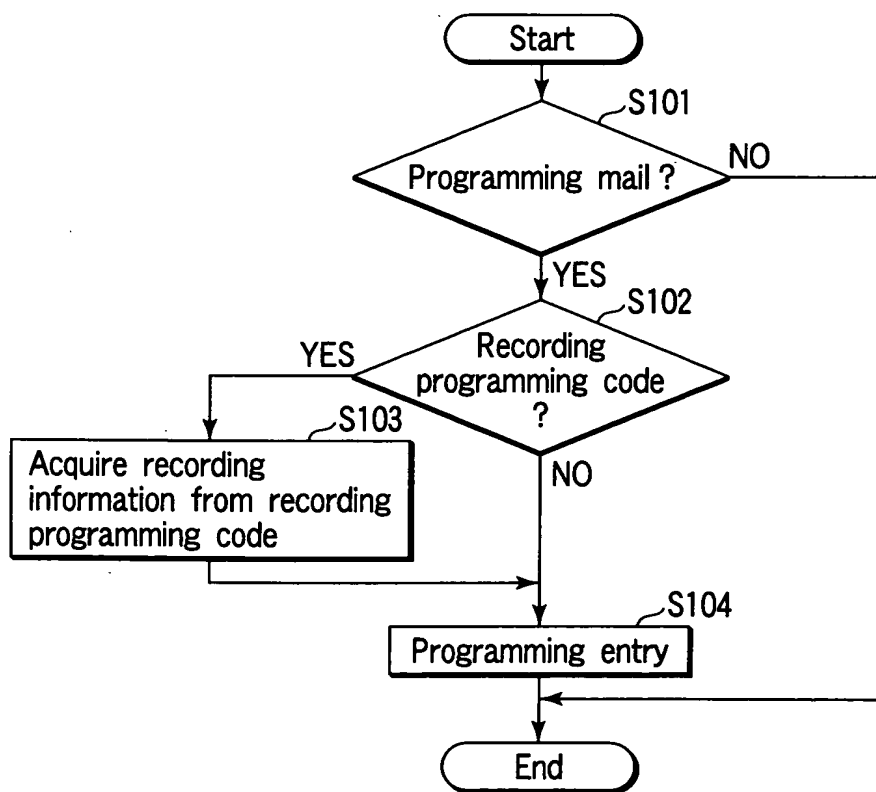 Start
S101
Programming mail ?
NO
YES
S102
YES
Recording
programming code
?
S103
NO
Acquire recording
information from recording
programming code
S104
Programming entry
End